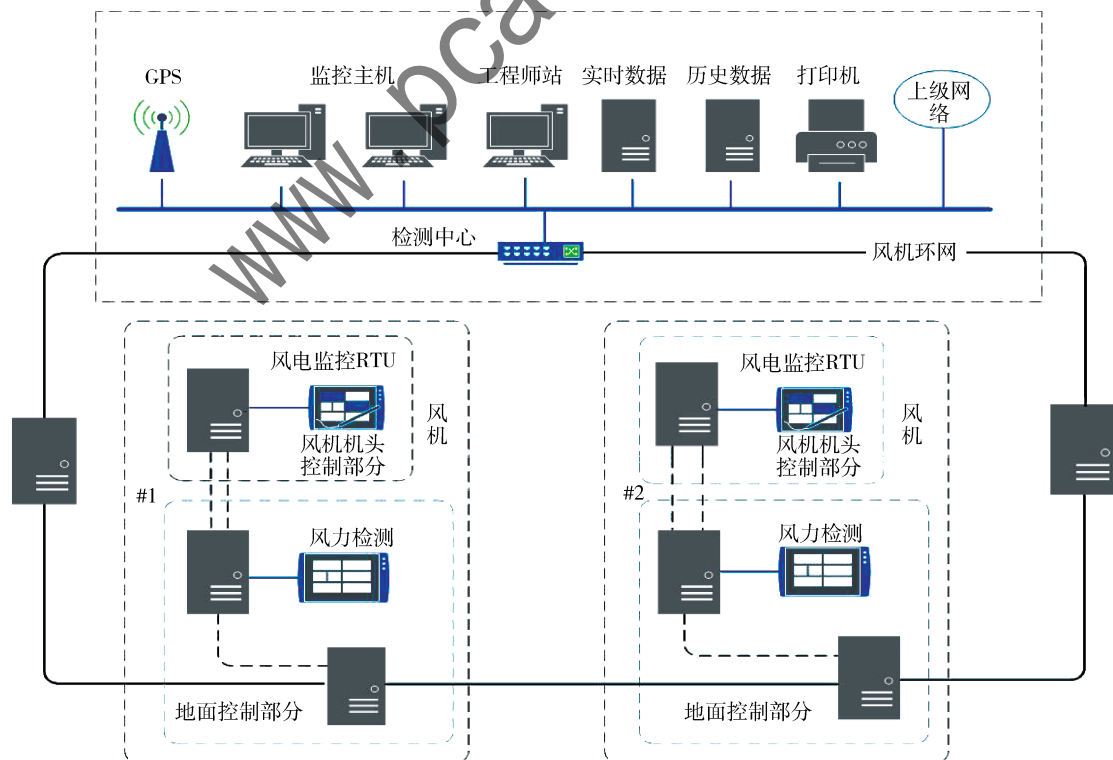 GPS
监控主机
工程师站
实时数据
历史数据
打印机
上级网
络
检测中心
风机环网
风电监控RTU
风机机头
控制部分
风
机
#1
风力检测
地面控制部分
风电监控RTU
风机机头
控制部分
风
机
#2
风力检测
地面控制部分
www.pca